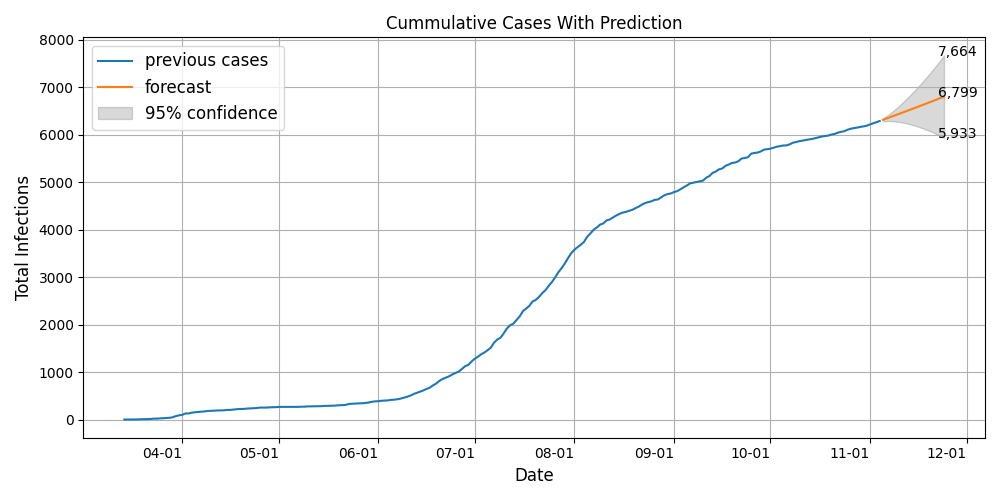 Cummulative Cases With Prediction
previous cases
forecast
95% confidence
7,664
6,799
5,933
Total Infections
8000
7000
6000
5000
4000
3000
2000
1000
0
04-01 05-01 06-01 07-01 08-01 09-01 10-01 11-01 12-01
Date